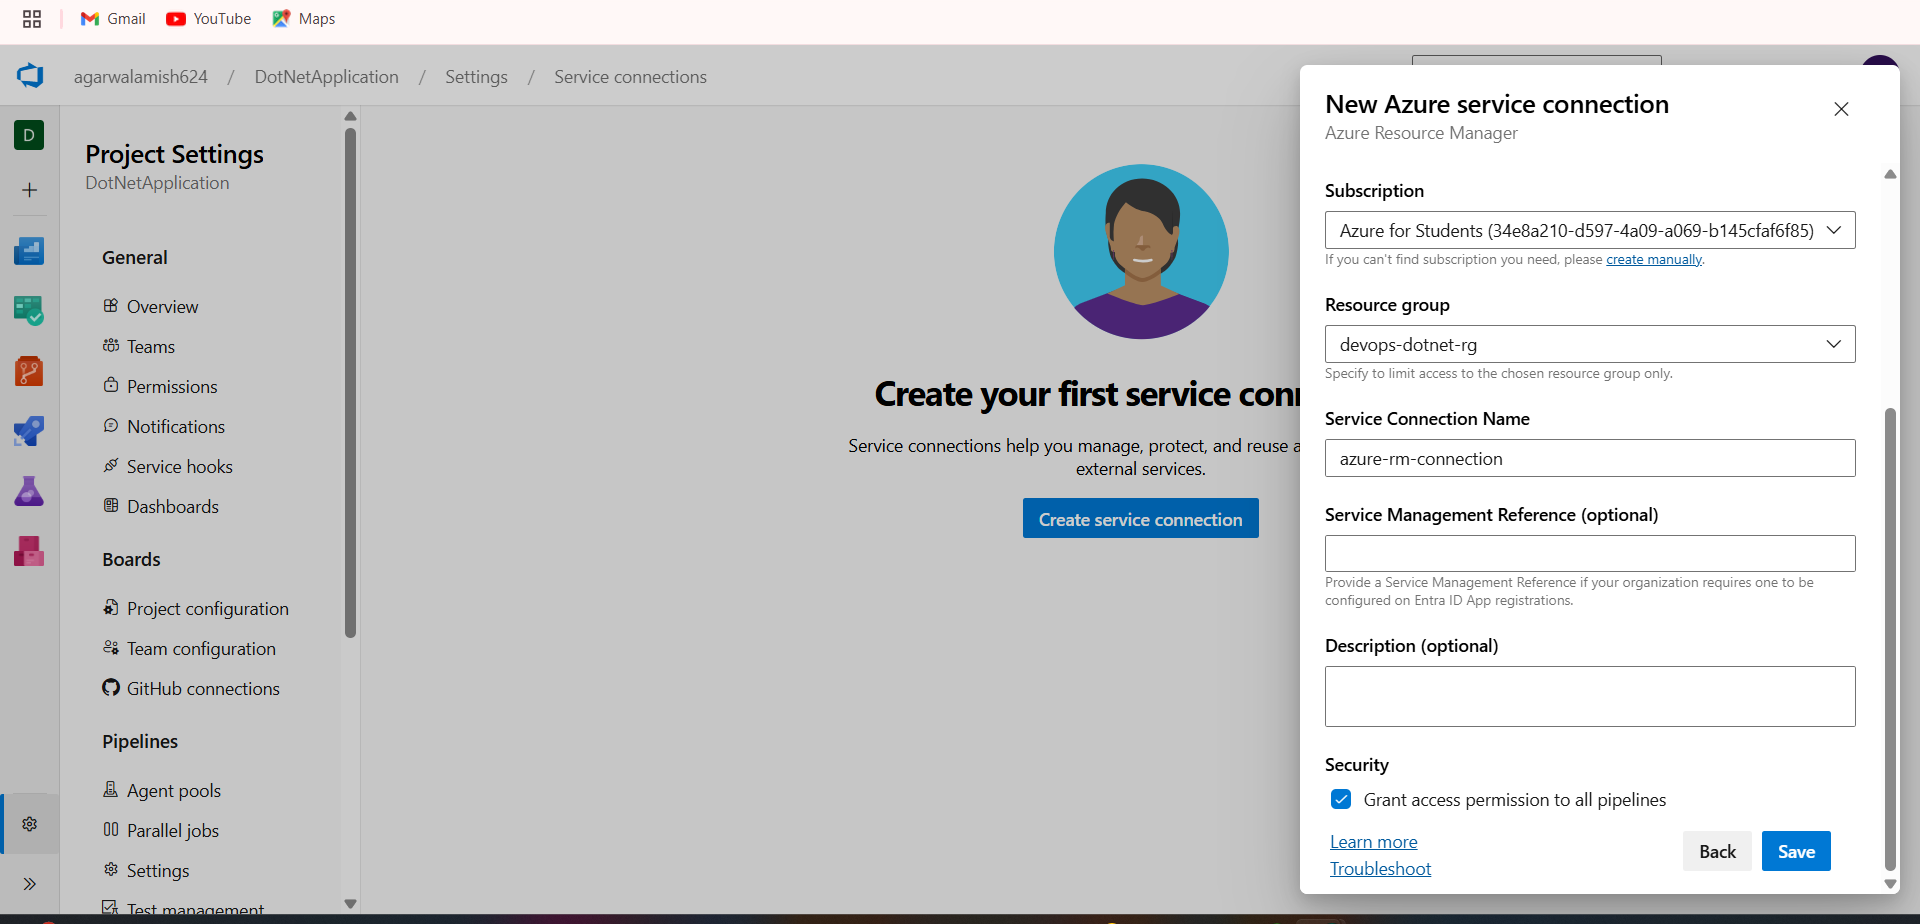 Gmail YouTube Maps
agarwalamish624 / DotNetApplication / Settings / Service connections
D
Project Settings
DotNetApplication
General
Overview
Teams
Permissions
Notifications
Service hooks
Dashboards
Boards
Project configuration
Team configuration
GitHub connections
Pipelines
Agent pools
Parallel jobs
Settings
Test management
Create your first service con
Service connections help you manage, protect, and reuse a
external services.
Create service connection
New Azure service connection
Azure Resource Manager
Subscription
Azure for Students (34e8a210-d597-4a09-a069-b145cfaf6f85)
If you can't find subscription you need, please create manually.
Resource group
devops-dotnet-rg
Specify to limit access to the chosen resource group only.
Service Connection Name
azure-rm-connection
Service Management Reference (optional)
Provide a Service Management Reference if your organization requires one to be
configured on Entra ID App registrations.
Description (optional)
Security
Grant access permission to all pipelines
Learn more
Troubleshoot
Back Save